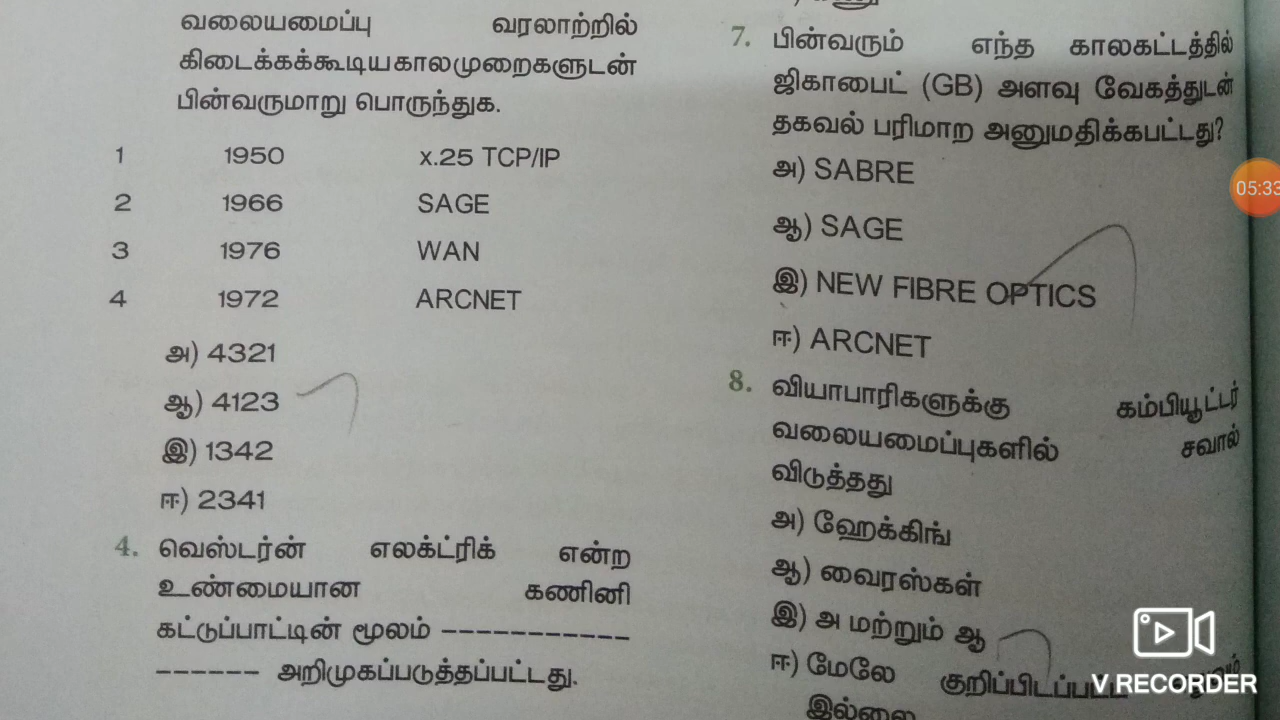 வலையமைப்பு வரலாற்றில்
கிடைக்கக்கூடியகாலமுறைகளுடன்
பின்வருமாறு பொருந்துக.
1 1950 x.25 TCP/IP
2 1966 SAGE
3 1976 WAN
4 1972 ARCNET
அ) 4321
ஆ) 4123
இ) 1342
ஈ) 2341
4. வெஸ்டர்ன் எலக்ட்ரிக் என்ற
உண்மையான கணினி
கட்டுப்பாட்டின் மூலம் -----------
------ அறிமுகப்படுத்தப்பட்டது.
7. பின்வரும் எந்த காலகட்டத்தில்
ஜிகாபைட் (GB) அளவு வேகத்துடன்
தகவல் பரிமாற அனுமதிக்கபட்டது?
அ) SABRE
ஆ) SAGE
இ) NEW FIBRE OPTICS
ஈ) ARCNET
8. வியாபாரிகளுக்கு கம்பியூட்டர்
வலையமைப்புகளில் சவால்
விடுத்தது
அ) ஹேக்கிங்
ஆ) வைரஸ்கள்
இ) அ மற்றும் ஆ
ஈ) மேலே
இல்லை
05:33
V RECORDER